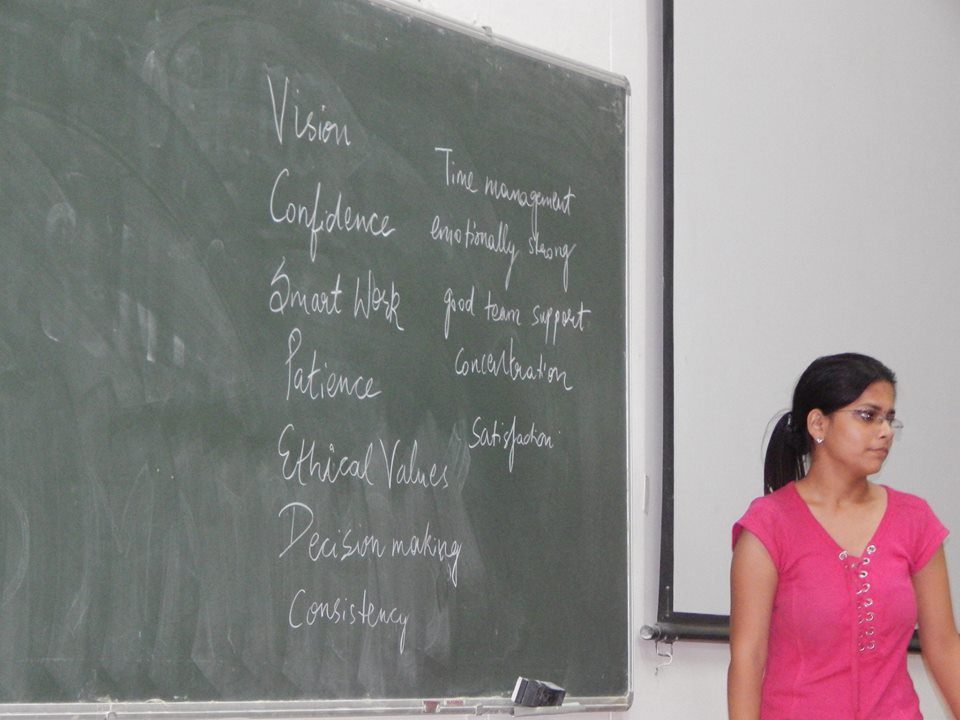 Vision
Confidence
Smart Work
Patience
Ethical Values
Decision making
Consistency
Time management
emotionally strong
good team support
Concentration
Satisfaction